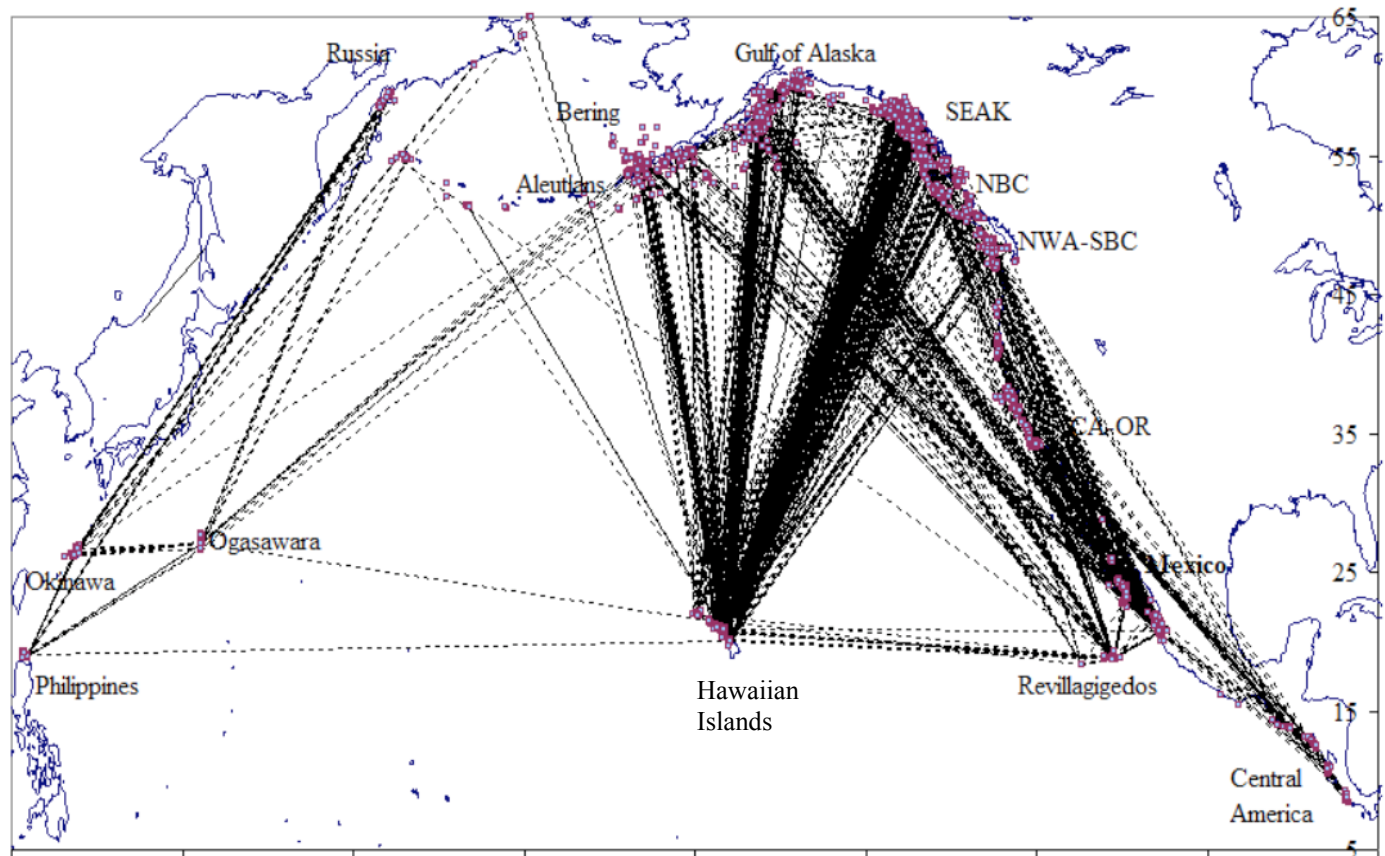 65
Russia
Gulf of Alaska
Bering
SEAK
55
Aleutians
NBC
NWA-SBC
45
CA-OR
35
Ogasawara
Okinawa
25
Mexico
Philippines
Hawaiian
Islands
Revillagigedos
15
Central
America
5